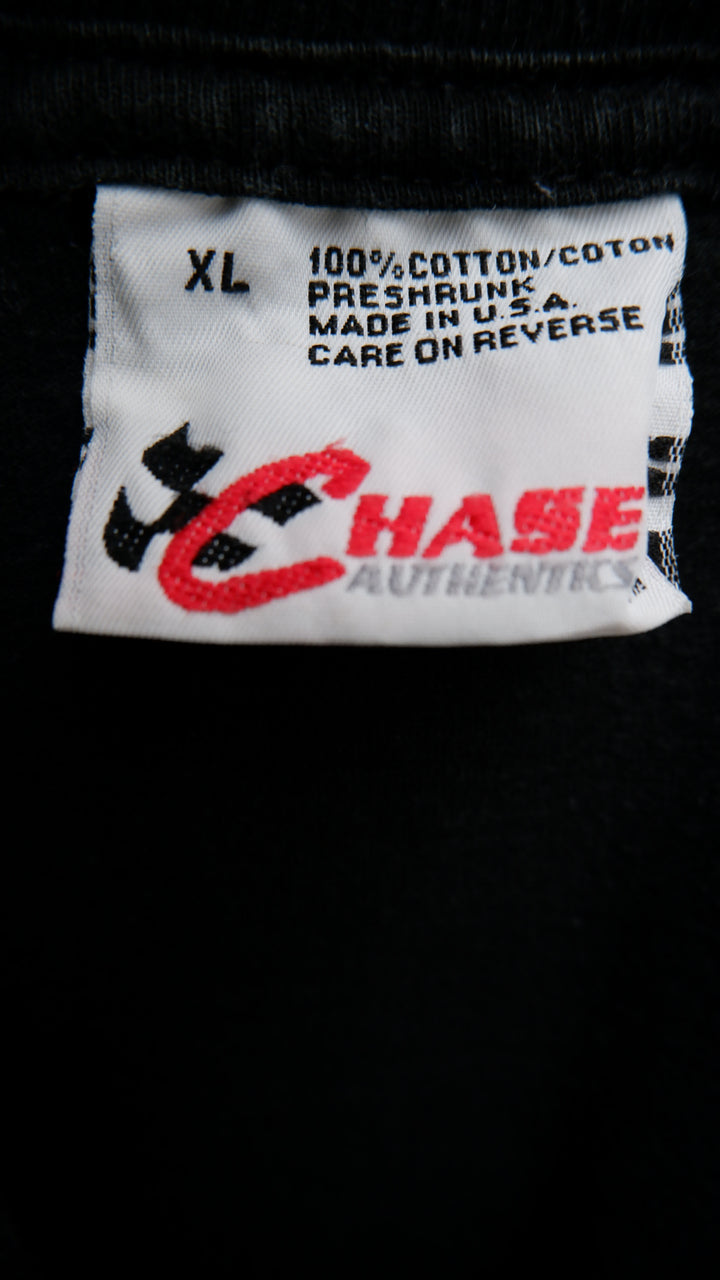 XL
100% COTTON/COTON
PRESHRUNK
MADE IN U.S.A.
CARE ON REVERSE
CHASE
AUTHENTICS